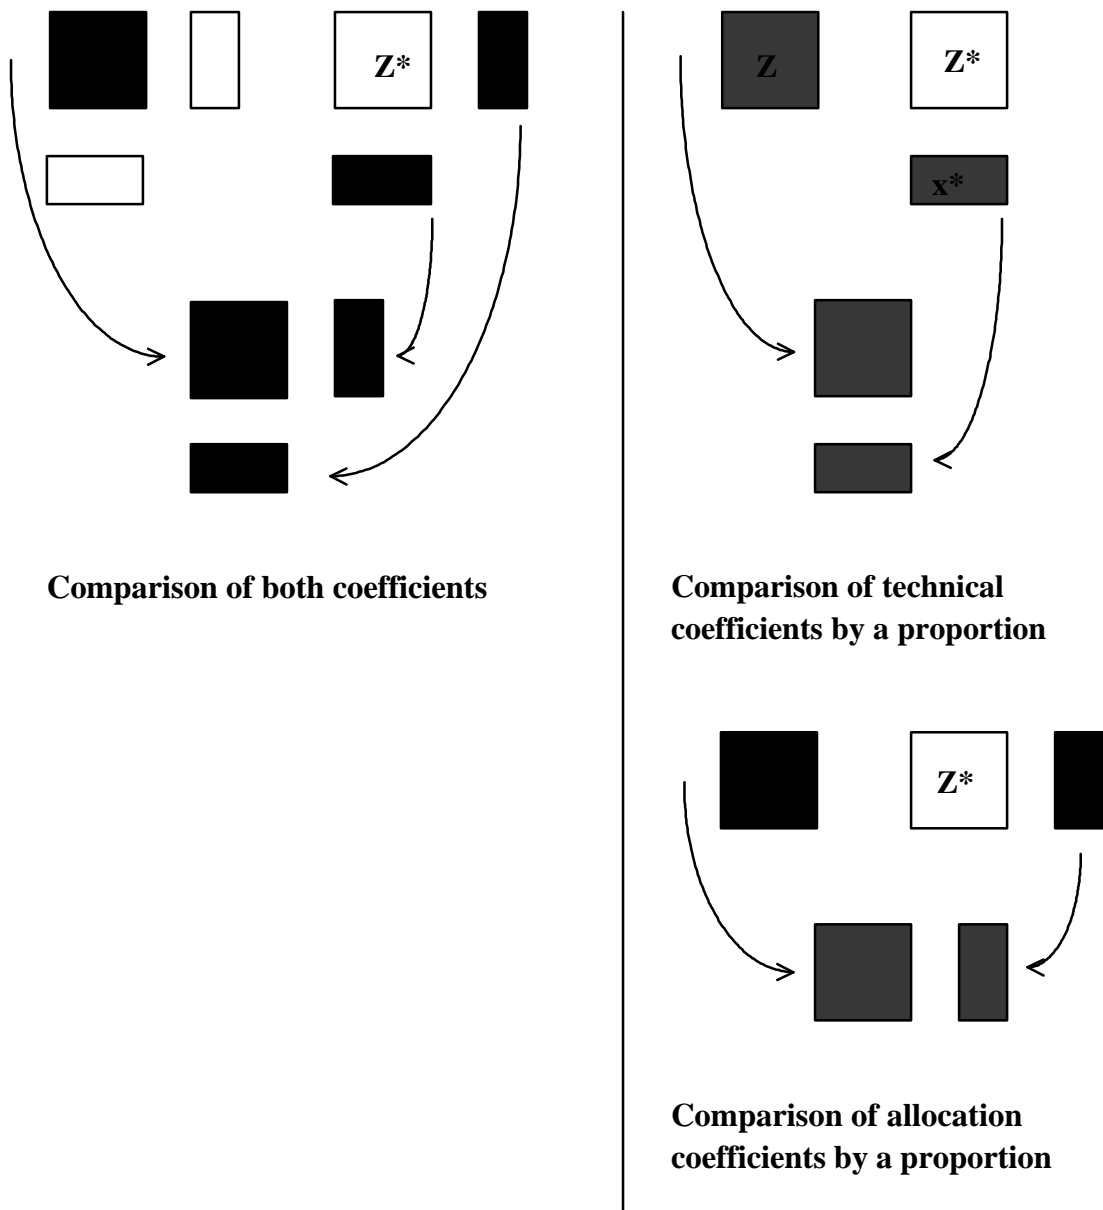 Z*
Comparison of both coefficients
Z
Z*
x*
Comparison of technical
coefficients by a proportion
Z*
Comparison of allocation
coefficients by a proportion